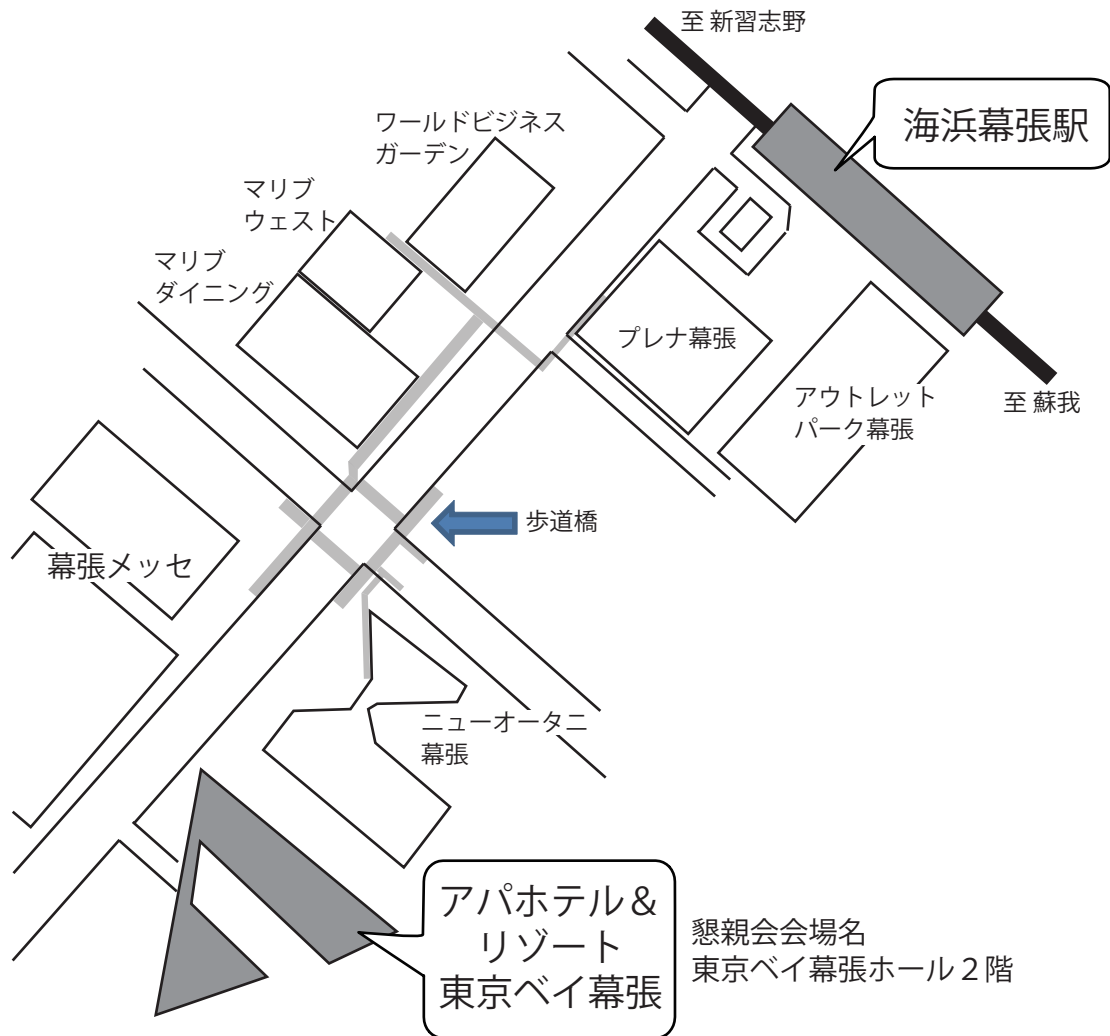 至 新習志野
海浜幕張駅
ワールドビジネス
ガーデン
マリブ
ウェスト
マリブ
ダイニング
プレナ幕張
アウトレット
パーク幕張
至 蘇我
歩道橋
幕張メッセ
ニューオータニ
幕張
アパホテル＆
リゾート
東京ベイ幕張
懇親会会場名
東京ベイ幕張ホール２階